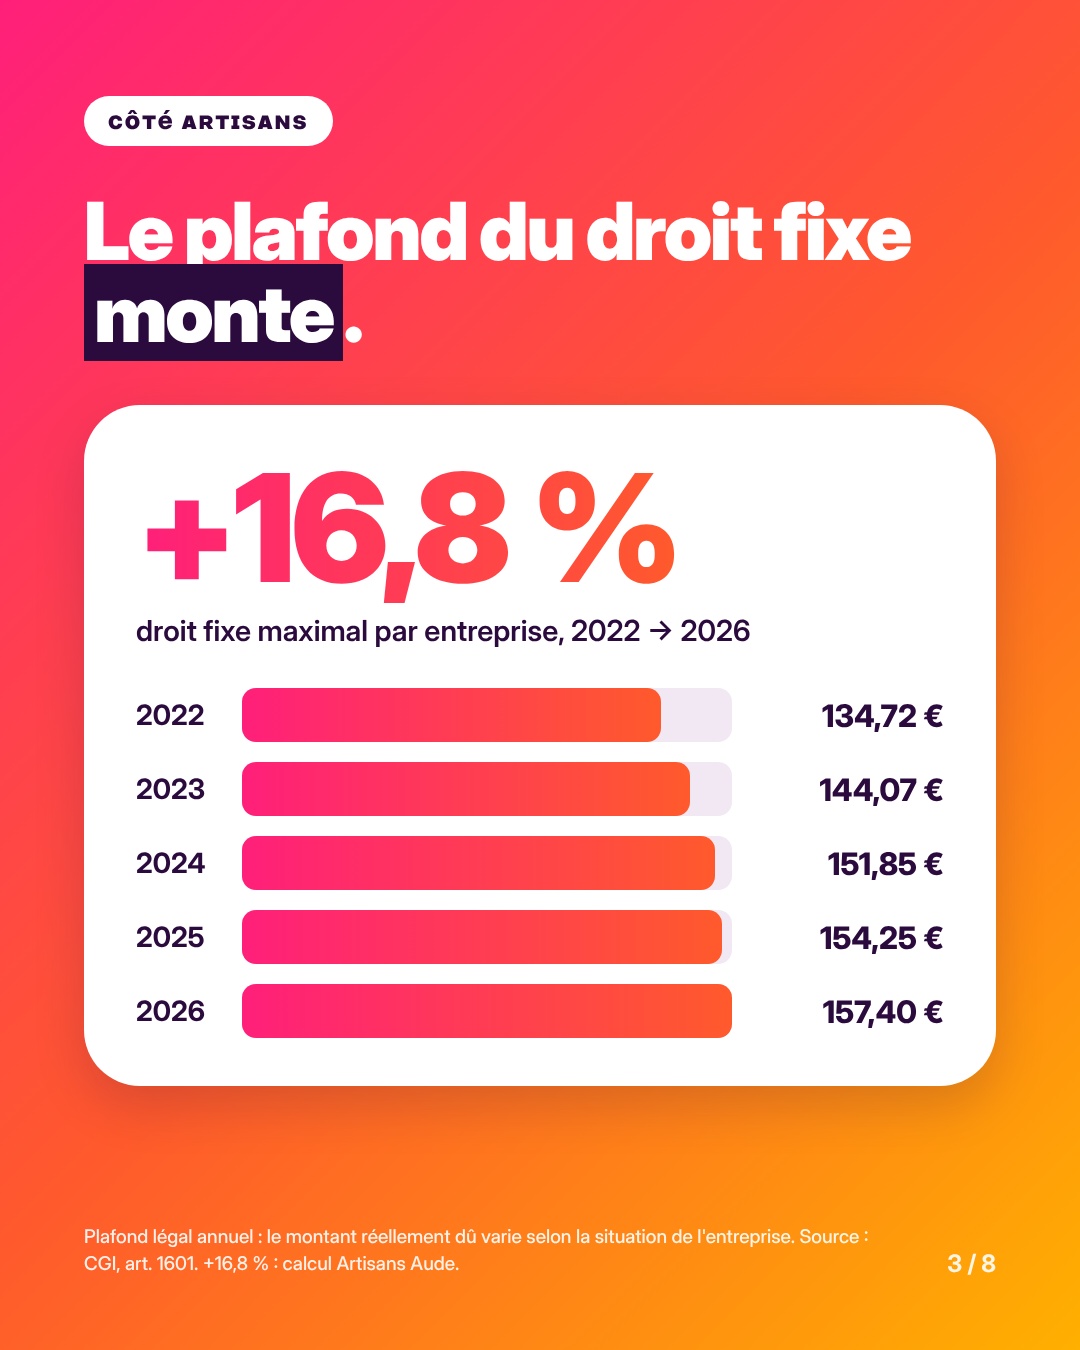 CÔTÉ ARTISANS
Le plafond du droit fixe
monte.
+16,8 %
droit fixe maximal par entreprise, 2022 → 2026
2022 134,72 €
2023 144,07 €
2024 151,85 €
2025 154,25 €
2026 157,40 €
Plafond légal annuel : le montant réellement dû varie selon la situation de l'entreprise. Source :
CGI, art. 1601. +16,8 % : calcul Artisans Aude.
3 / 8